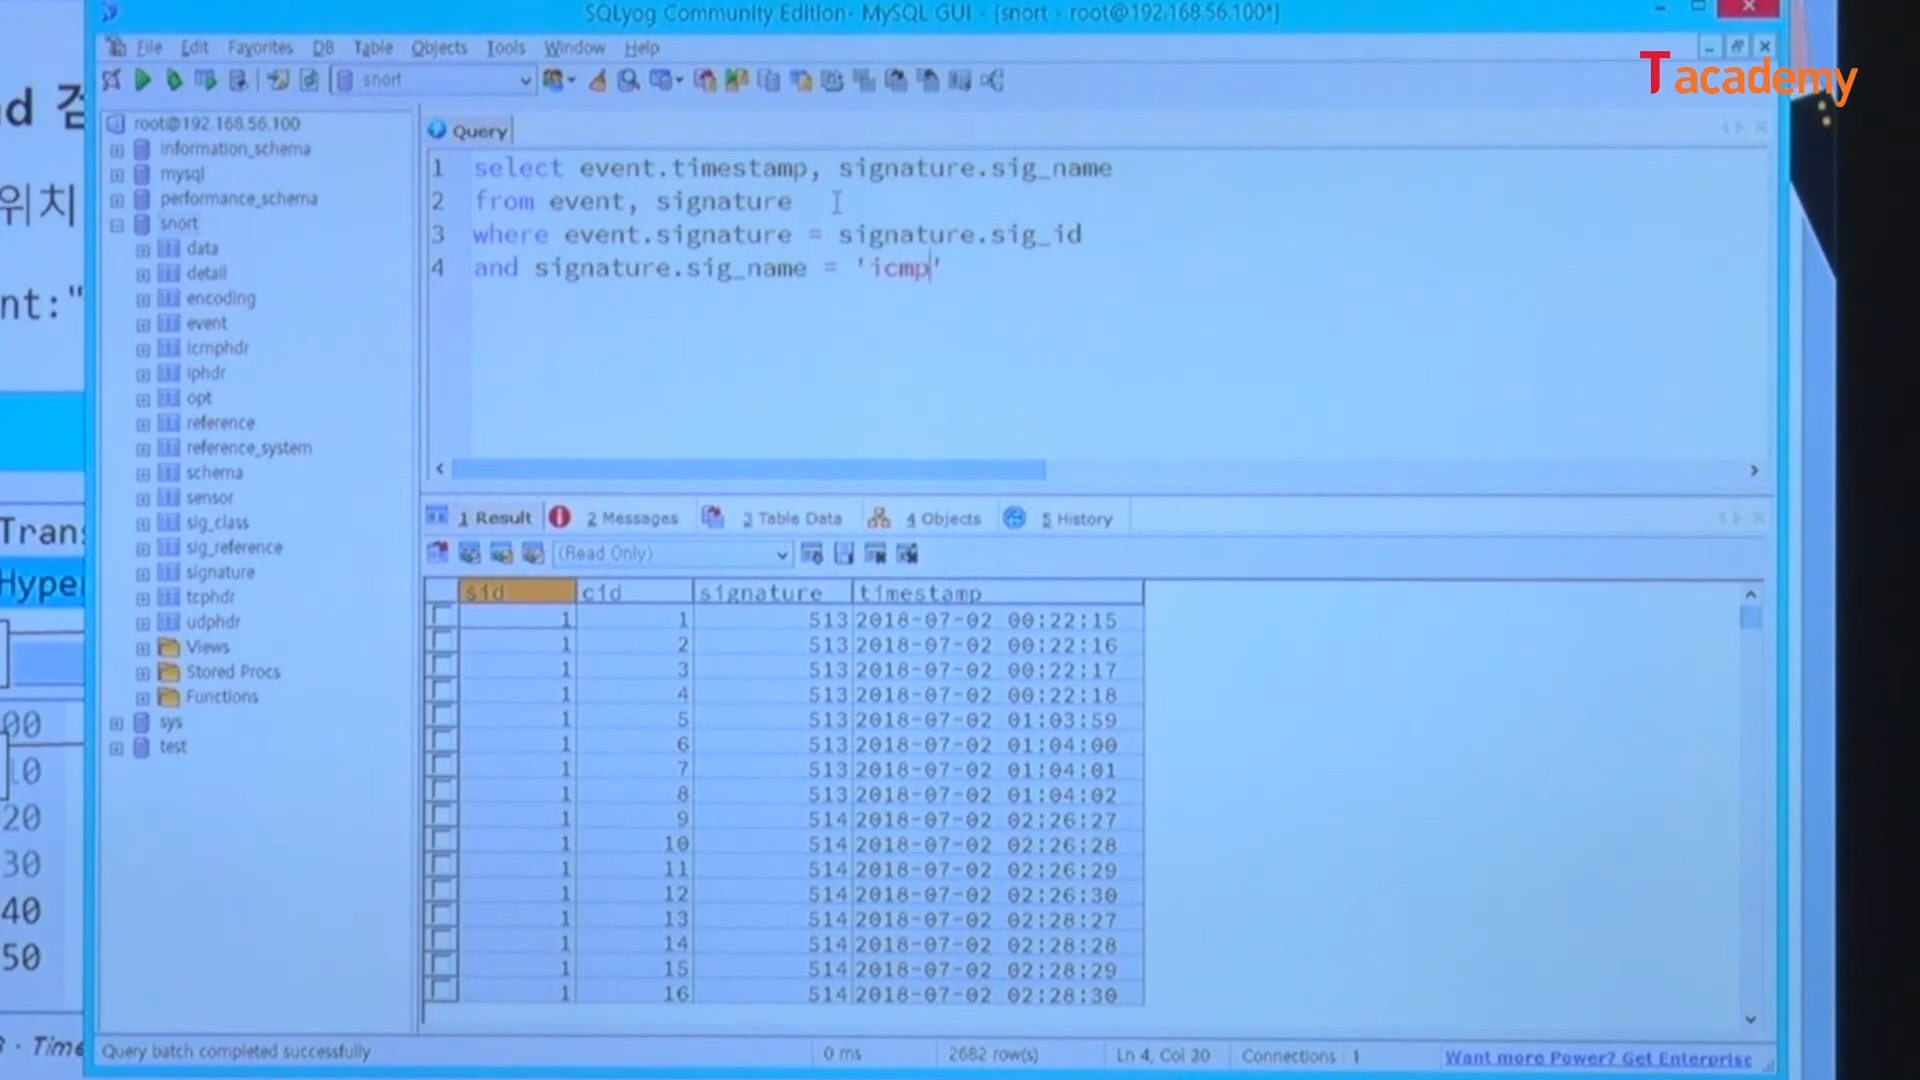 SQLyog Community Edition- MySQL GUI - [snort - root@192.168.56.100*]
File Edit Favorites DB Table Objects Tools Window Help
Tacademy
snort
nd 검
위치
nt:"
Trans
Hyper
00
10
20
30
40
50
· Time
root@192.168.56.100
information_schema
mysql
performance_schema
snort
data
detail
encoding
event
icmphdr
iphdr
opt
reference
reference_system
schema
sensor
sig_class
sig_reference
signature
tcphdr
udphdr
Views
Stored Procs
Functions
sys
test
Query
1 select event.timestamp, signature.sig_name
2 from event, signature
3 where event.signature = signature.sig_id
4 and signature.sig_name = 'icmp'
1 Result 2 Messages 3 Table Data 4 Objects 5 History
(Read Only)
sid cid signature timestamp
1 1 513 2018-07-02 00:22:15
1 2 513 2018-07-02 00:22:16
1 3 513 2018-07-02 00:22:17
1 4 513 2018-07-02 00:22:18
1 5 513 2018-07-02 01:03:59
1 6 513 2018-07-02 01:04:00
1 7 513 2018-07-02 01:04:01
1 8 513 2018-07-02 01:04:02
1 9 514 2018-07-02 02:26:27
1 10 514 2018-07-02 02:26:28
1 11 514 2018-07-02 02:26:29
1 12 514 2018-07-02 02:26:30
1 13 514 2018-07-02 02:28:27
1 14 514 2018-07-02 02:28:28
1 15 514 2018-07-02 02:28:29
1 16 514 2018-07-02 02:28:30
Query batch completed successfully 0 ms 2682 row(s) Ln 4, Col 30 Connections : 1 Want more Power? Get Enterprise